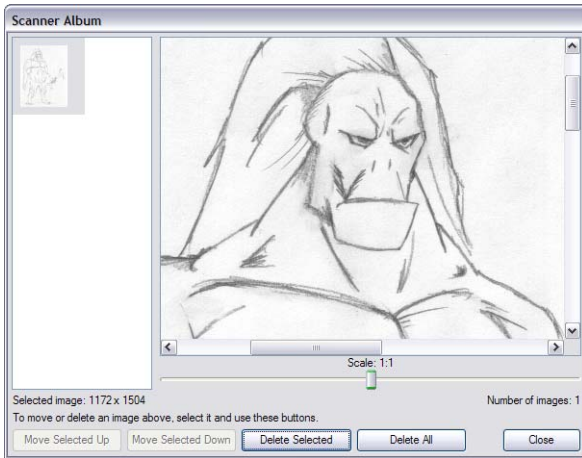 Scanner Album
Scale: 1:1
Selected image: 1172 x 1504
Number of images: 1
To move or delete an image above, select it and use these buttons.
Move Selected Up
Move Selected Down
Delete Selected
Delete All
Close